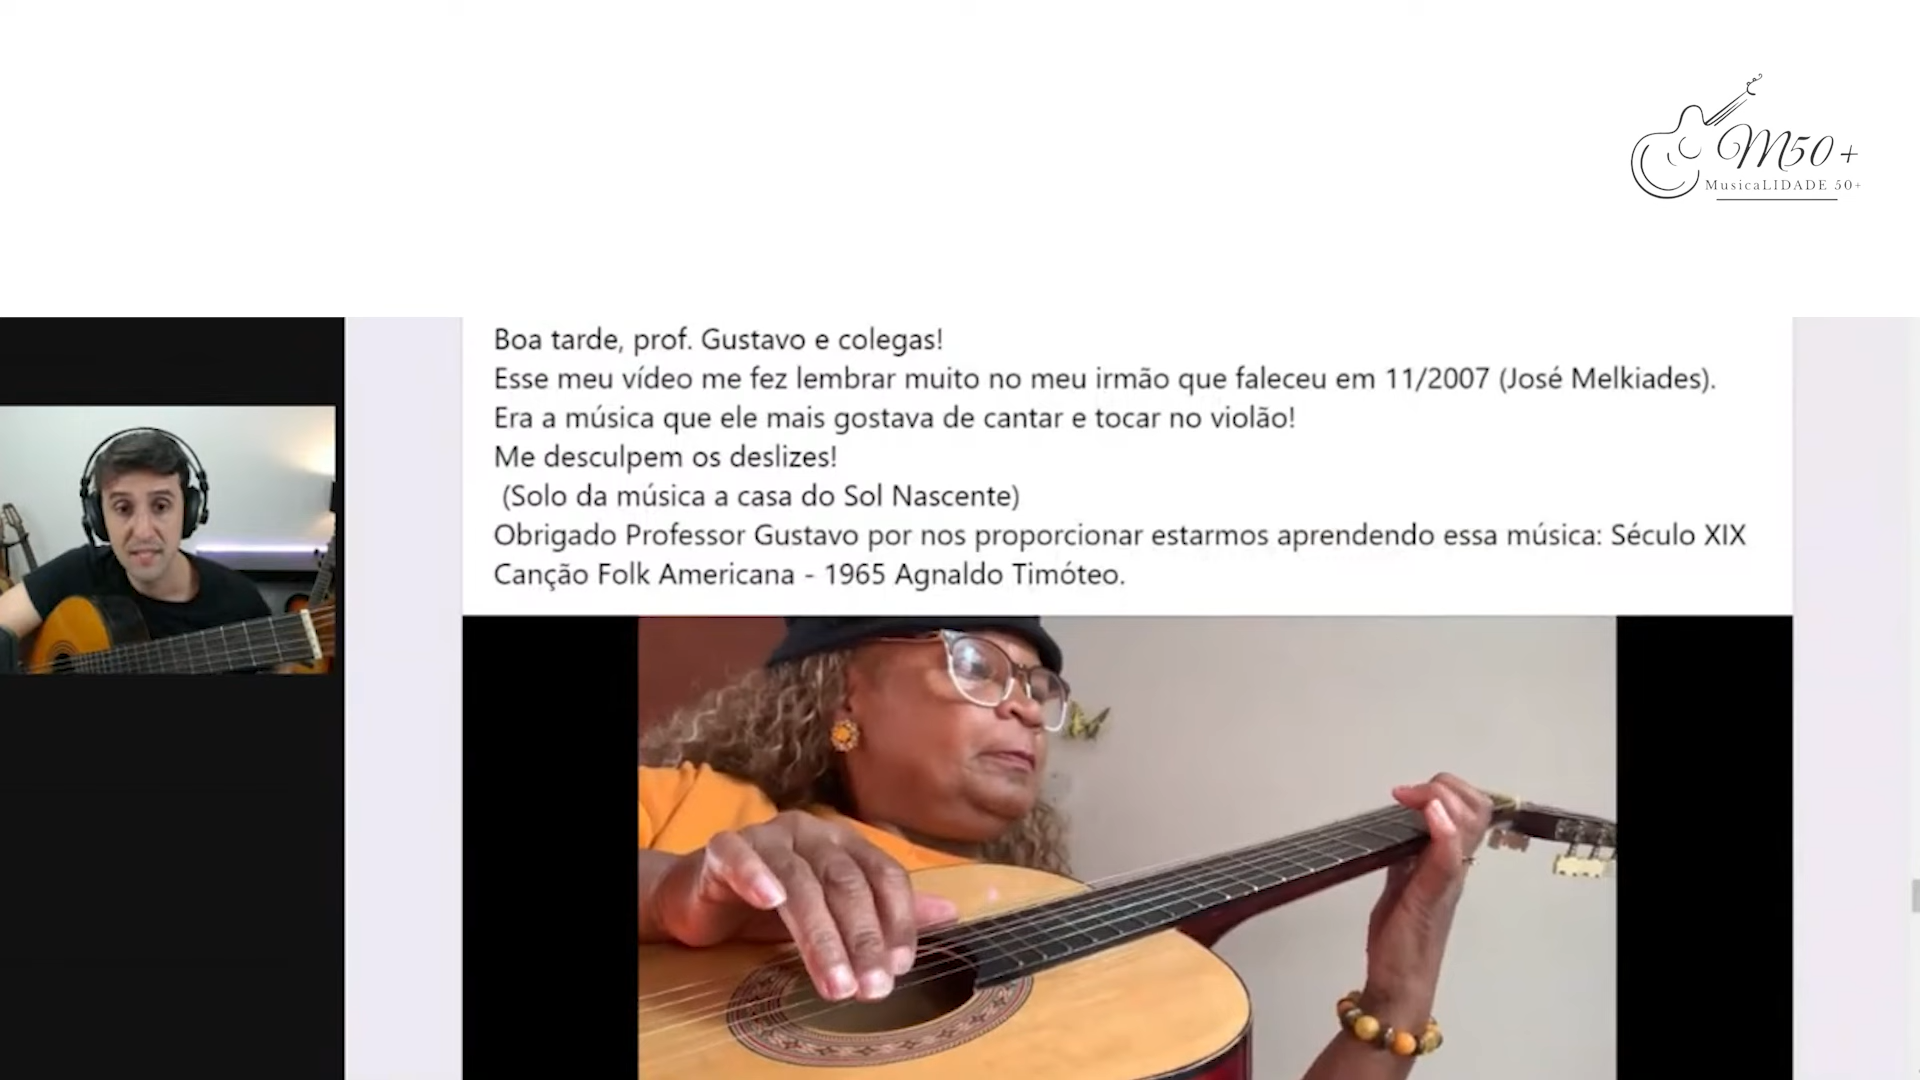 M50+
MusicaLIDADE 50+
Boa tarde, prof. Gustavo e colegas!
Esse meu vídeo me fez lembrar muito no meu irmão que faleceu em 11/2007 (José Melkiades).
Era a música que ele mais gostava de cantar e tocar no violão!
Me desculpem os deslizes!
(Solo da música a casa do Sol Nascente)
Obrigado Professor Gustavo por nos proporcionar estarmos aprendendo essa música: Século XIX
Canção Folk Americana - 1965 Agnaldo Timóteo.